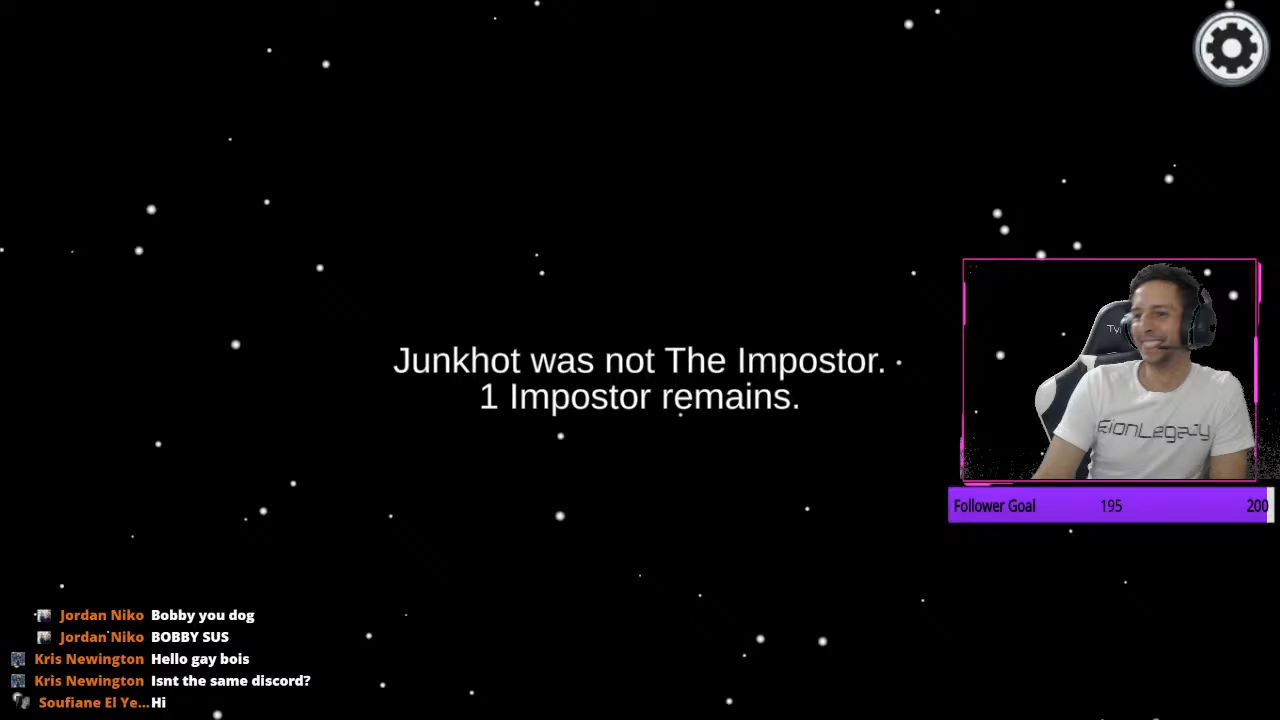 Junkhot was not The Impostor.
1 Impostor remains.
EionLegacy
Follower Goal 195 200
Jordan Niko Bobby you dog
Jordan Niko BOBBY SUS
Kris Newington Hello gay bois
Kris Newington Isnt the same discord?
Soufiane El Ye... Hi